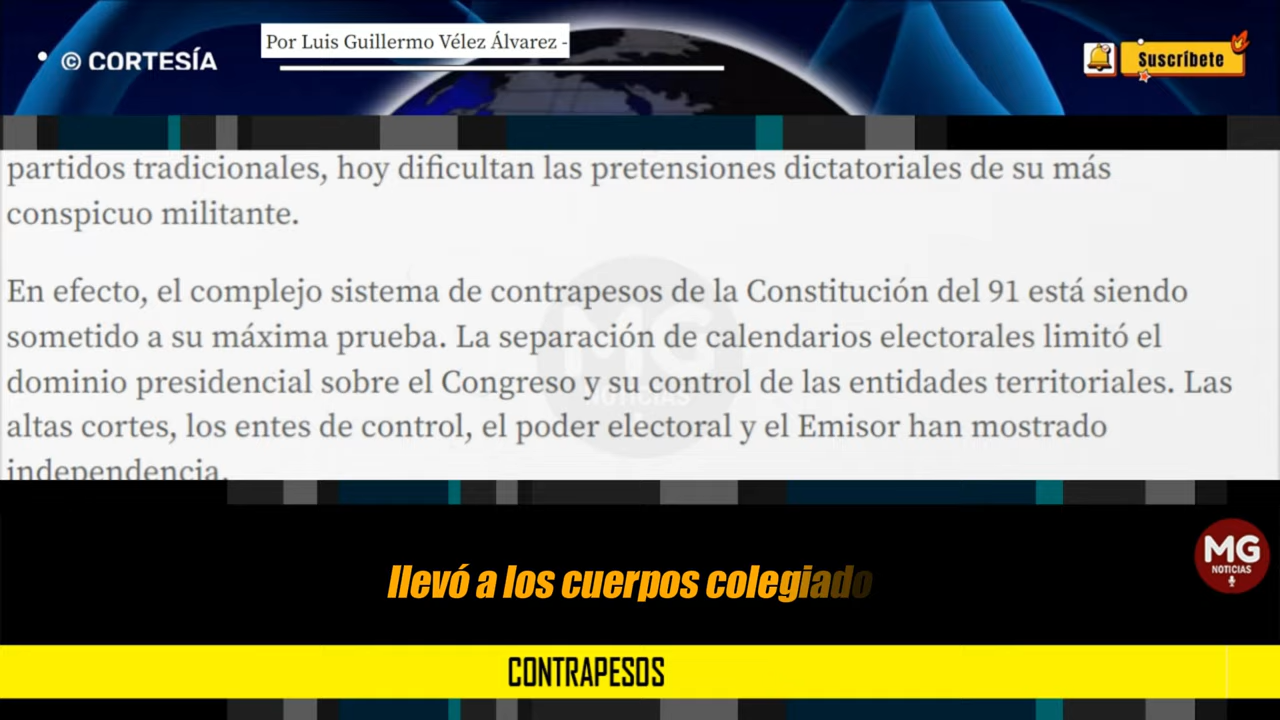 © CORTESÍA
Por Luis Guillermo Vélez Álvarez -
Suscríbete
partidos tradicionales, hoy dificultan las pretensiones dictatoriales de su más
conspicuo militante.
En efecto, el complejo sistema de contrapesos de la Constitución del 91 está siendo
sometido a su máxima prueba. La separación de calendarios electorales limitó el
dominio presidencial sobre el Congreso y su control de las entidades territoriales. Las
altas cortes, los entes de control, el poder electoral y el Emisor han mostrado
independencia.
MG
NOTICIAS
llevó a los cuerpos colegiado
MG
NOTICIAS
CONTRAPESOS